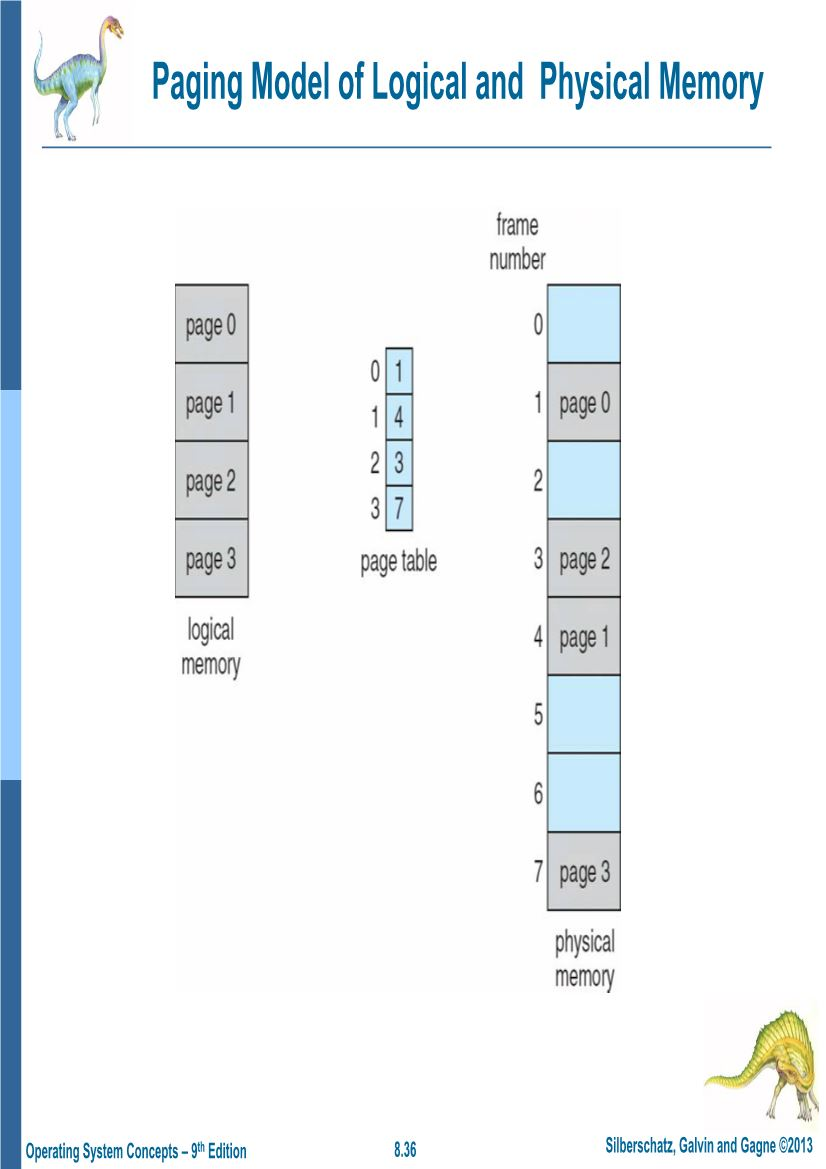 Paging Model of Logical and Physical Memory
frame
number
page 0
page 1
page 2
page 3
logical
memory
0 1
1 4
2 3
3 7
page table
0
1 page 0
2
3 page 2
4 page 1
5
6
7 page 3
physical
memory
Operating System Concepts – 9th Edition
8.36
Silberschatz, Galvin and Gagne ©2013